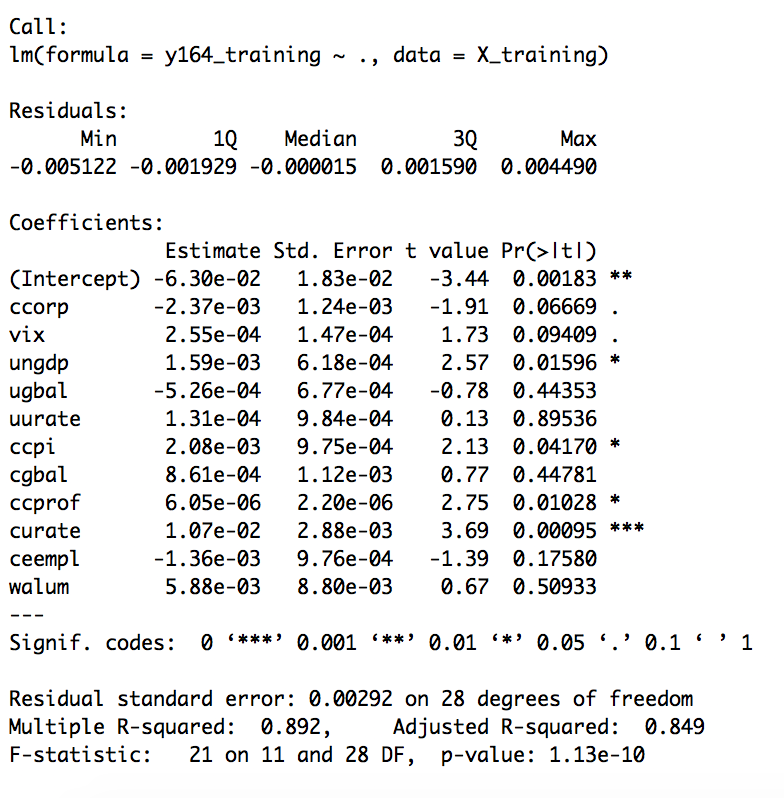 Call:
lm(formula = y164_training ~ ., data = X_training)
Residuals:
Min 1Q Median 3Q Max
-0.005122 -0.001929 -0.000015 0.001590 0.004490
Coefficients:
Estimate Std. Error t value Pr(>|t|)
(Intercept) -6.30e-02 1.83e-02 -3.44 0.00183 **
ccorp -2.37e-03 1.24e-03 -1.91 0.06669 .
vix 2.55e-04 1.47e-04 1.73 0.09409 .
ungdp 1.59e-03 6.18e-04 2.57 0.01596 *
ugbal -5.26e-04 6.77e-04 -0.78 0.44353
uurate 1.31e-04 9.84e-04 0.13 0.89536
ccpi 2.08e-03 9.75e-04 2.13 0.04170 *
cgbal 8.61e-04 1.12e-03 0.77 0.44781
ccprof 6.05e-06 2.20e-06 2.75 0.01028 *
curate 1.07e-02 2.88e-03 3.69 0.00095 ***
ceempl -1.36e-03 9.76e-04 -1.39 0.17580
walum 5.88e-03 8.80e-03 0.67 0.50933
---
Signif. codes: 0 ‘***’ 0.001 ‘**’ 0.01 ‘*’ 0.05 ‘.’ 0.1 ‘ ’ 1
Residual standard error: 0.00292 on 28 degrees of freedom
Multiple R-squared: 0.892, Adjusted R-squared: 0.849
F-statistic: 21 on 11 and 28 DF, p-value: 1.13e-10